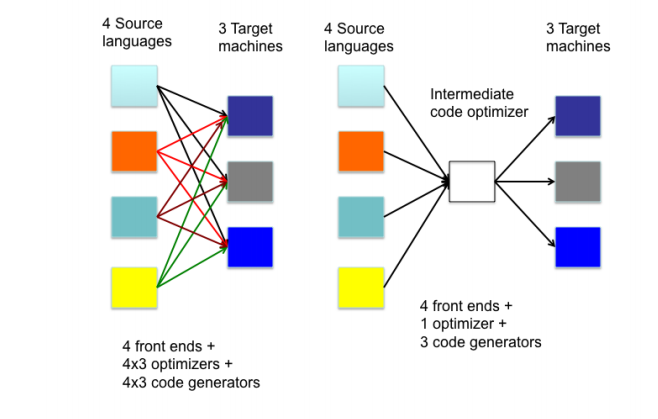 4 Source
languages
3 Target
machines
4 front ends +
4x3 optimizers +
4x3 code generators
4 Source
languages
Intermediate
code optimizer
3 Target
machines
4 front ends +
1 optimizer +
3 code generators